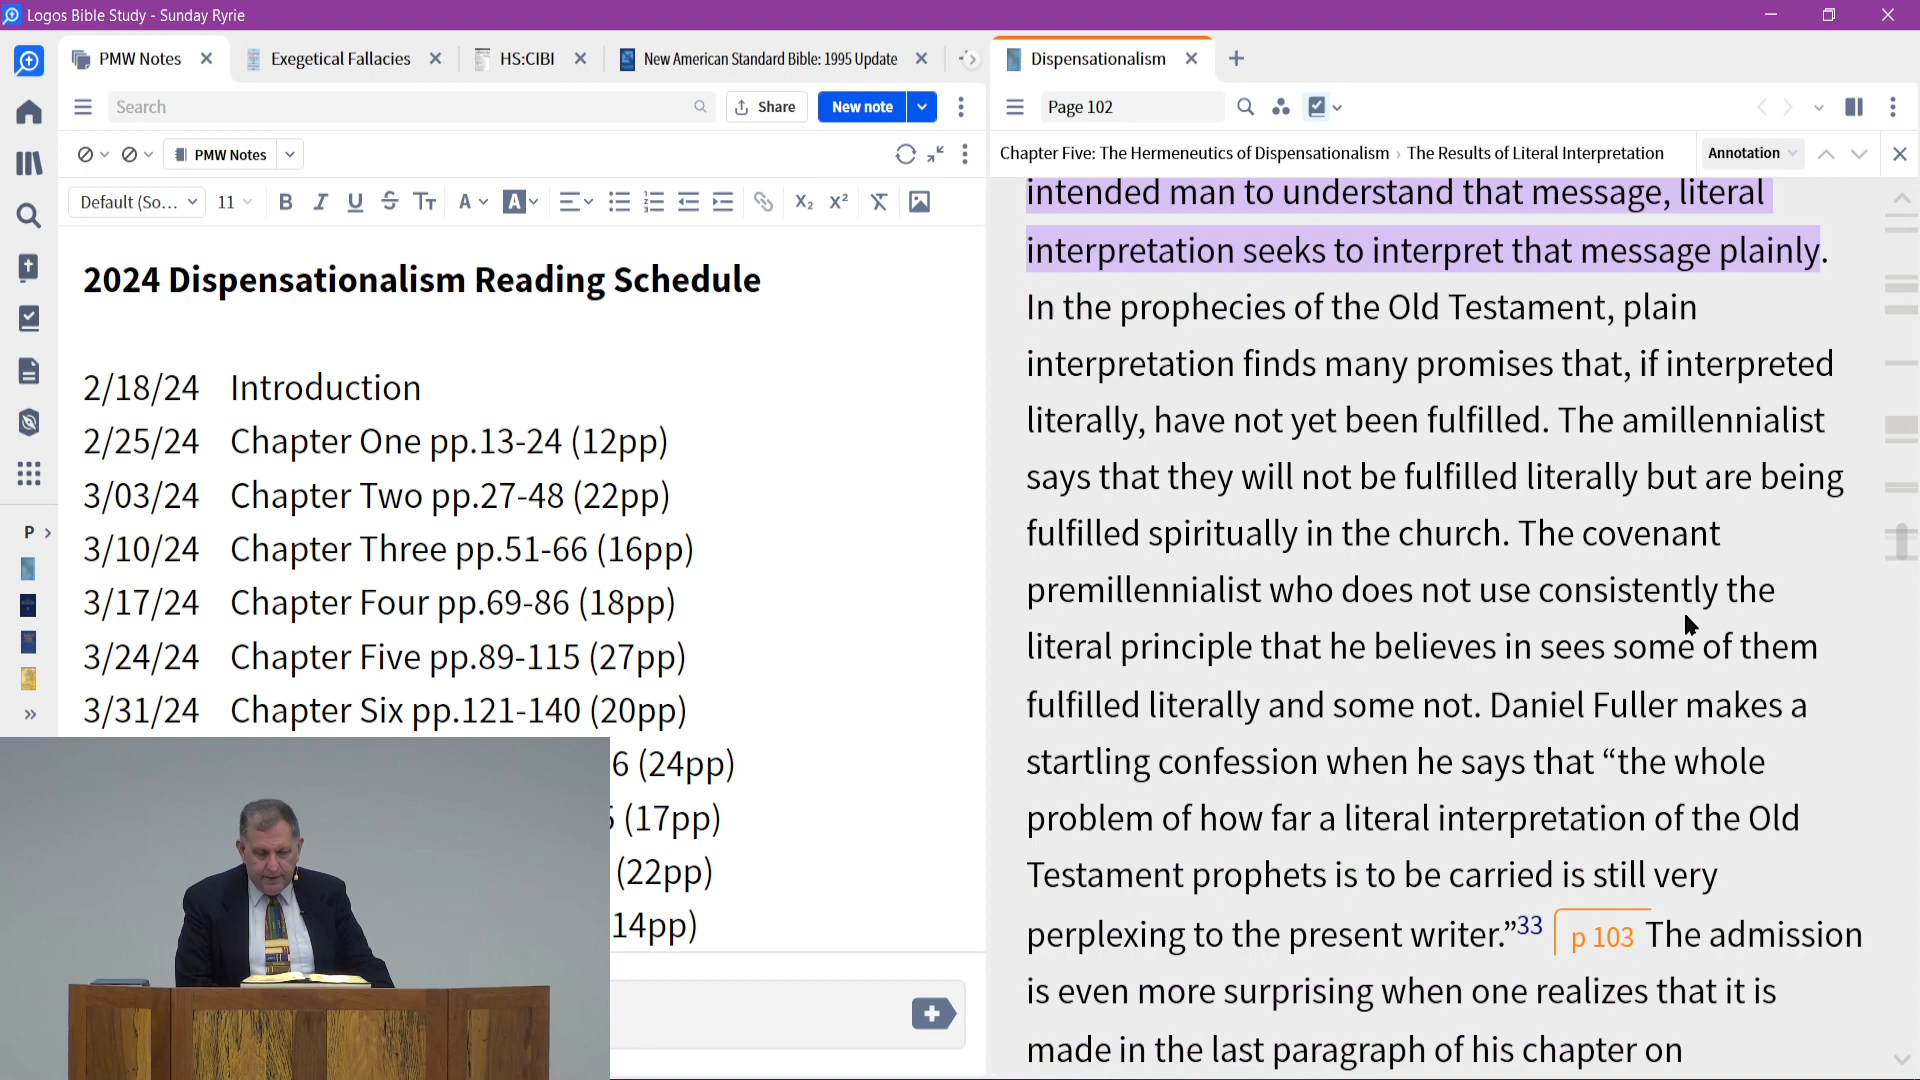 Logos Bible Study - Sunday Ryrie
PMW Notes
Exegetical Fallacies
HS:CIBI
New American Standard Bible: 1995 Update
Dispensationalism
Search
Share
New note
Page 102
PMW Notes
Chapter Five: The Hermeneutics of Dispensationalism › The Results of Literal Interpretation
Annotation
Default (So...
11
B I U S Tт A A X₂ X²
P
2024 Dispensationalism Reading Schedule
2/18/24 Introduction
2/25/24 Chapter One pp.13-24 (12pp)
3/03/24 Chapter Two pp.27-48 (22pp)
3/10/24 Chapter Three pp.51-66 (16pp)
3/17/24 Chapter Four pp.69-86 (18pp)
3/24/24 Chapter Five pp.89-115 (27pp)
3/31/24 Chapter Six pp.121-140 (20pp)
6 (24pp)
(17pp)
(22pp)
14pp)
intended man to understand that message, literal
interpretation seeks to interpret that message plainly.
In the prophecies of the Old Testament, plain
interpretation finds many promises that, if interpreted
literally, have not yet been fulfilled. The amillennialist
says that they will not be fulfilled literally but are being
fulfilled spiritually in the church. The covenant
premillennialist who does not use consistently the
literal principle that he believes in sees some of them
fulfilled literally and some not. Daniel Fuller makes a
startling confession when he says that “the whole
problem of how far a literal interpretation of the Old
Testament prophets is to be carried is still very
perplexing to the present writer.”33 p 103 The admission
is even more surprising when one realizes that it is
made in the last paragraph of his chapter on